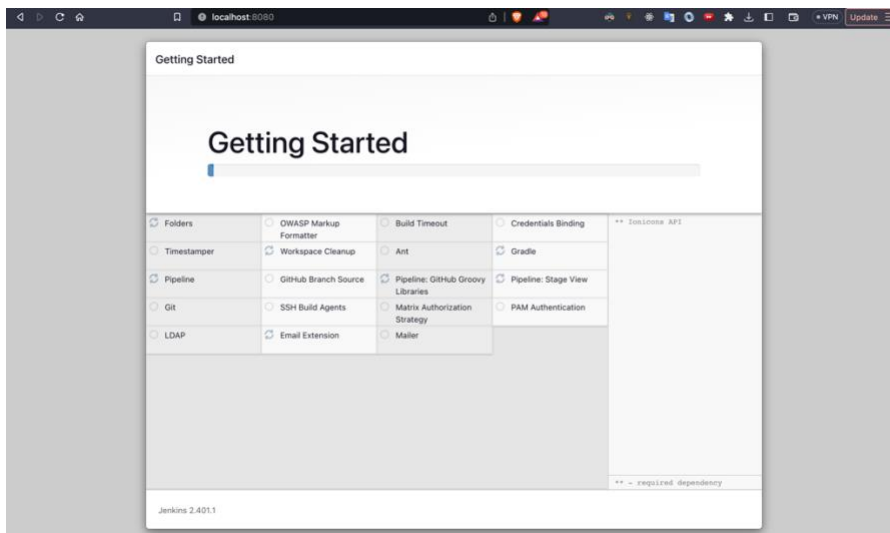 localhost:8080
VPN
Update
Getting Started
Getting Started
Folders
OWASP Markup
Formatter
Build Timeout
Credentials Binding
** Ionicons API
Timestamper
Workspace Cleanup
Ant
Gradle
Pipeline
GitHub Branch Source
Pipeline: GitHub Groovy
Libraries
Pipeline: Stage View
Git
SSH Build Agents
Matrix Authorization
Strategy
PAM Authentication
LDAP
Email Extension
Mailer
** - required dependency
Jenkins 2.401.1